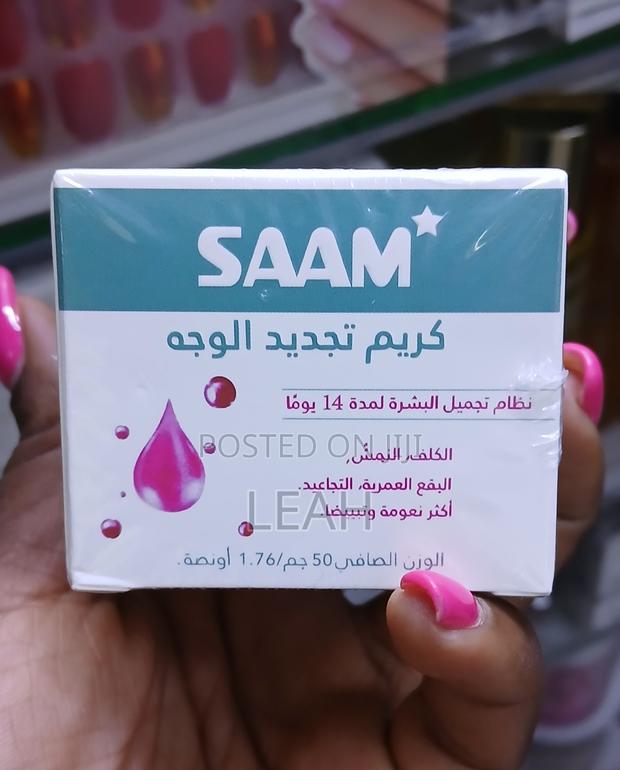 SAAM
كريم تجديد الوجه
نظام تجميل البشرة لمدة 14 يومًا
الكلف، النمش,
البقع العمرية، التجاعيد.
أكثر نعومة وتبييضا.
POSTED ON JIJI
LEAH
الوزن الصافي 50 جم/1.76 أونصة.